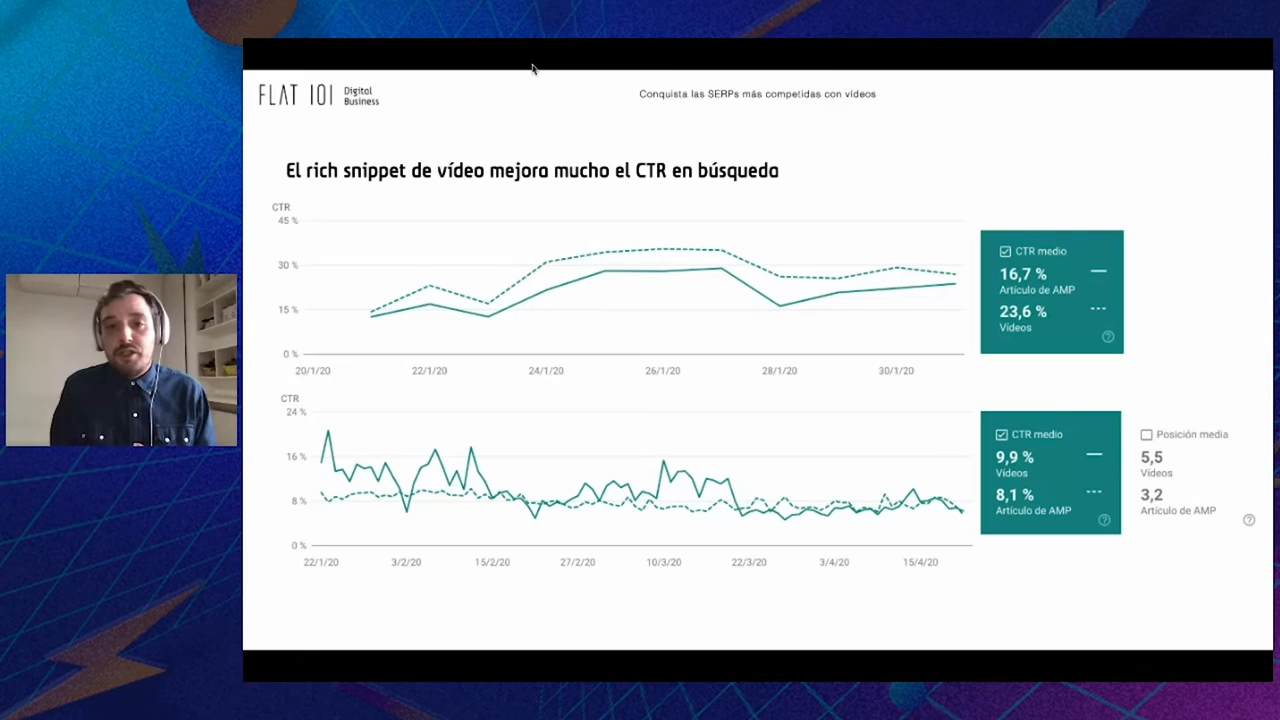 FLAT 101 Digital Business
Conquista las SERPs más competidas con vídeos
El rich snippet de vídeo mejora mucho el CTR en búsqueda
CTR
45 %
30 %
15 %
0 %
20/1/20 22/1/20 24/1/20 26/1/20 28/1/20 30/1/20
CTR medio
16,7 %
Artículo de AMP
23,6 %
Vídeos
CTR
24 %
16 %
8 %
0 %
22/1/20 3/2/20 15/2/20 27/2/20 10/3/20 22/3/20 3/4/20 15/4/20
CTR medio
9,9 %
Vídeos
8,1 %
Artículo de AMP
Posición media
5,5
Vídeos
3,2
Artículo de AMP